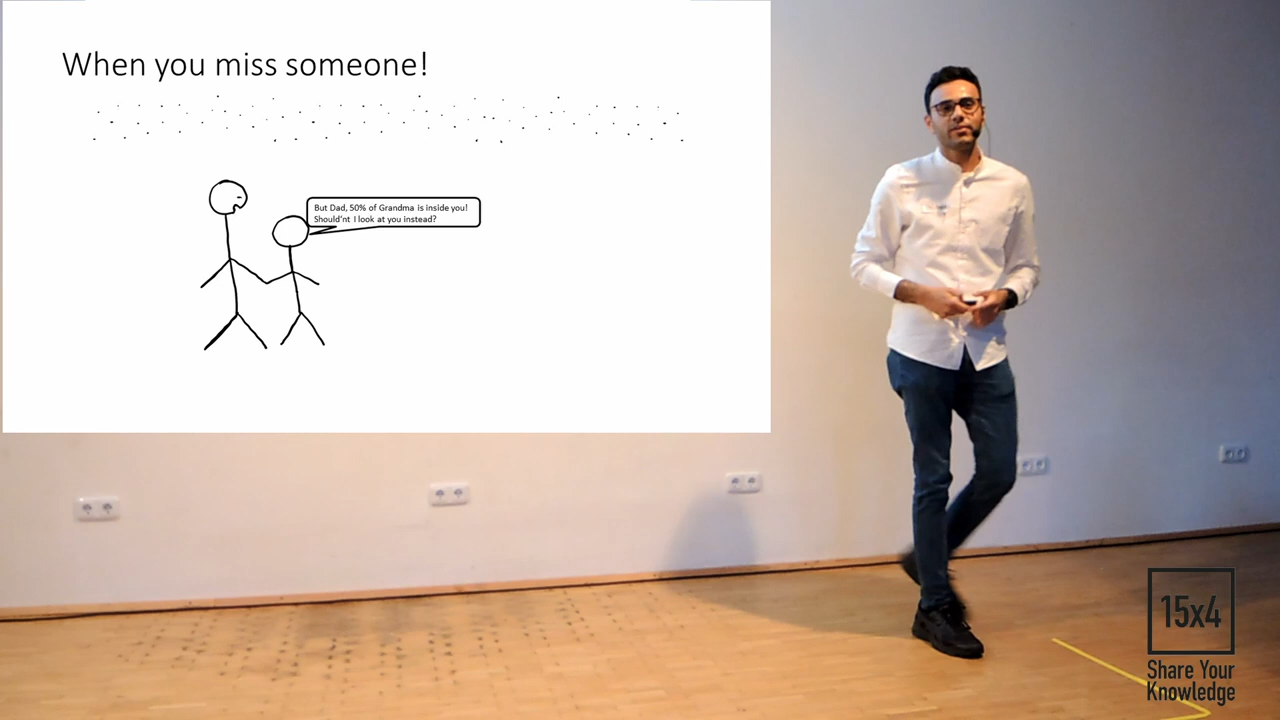 When you miss someone!
But Dad, 50% of Grandma is inside you!
Should'nt I look at you instead?
15x4
Share Your
Knowledge